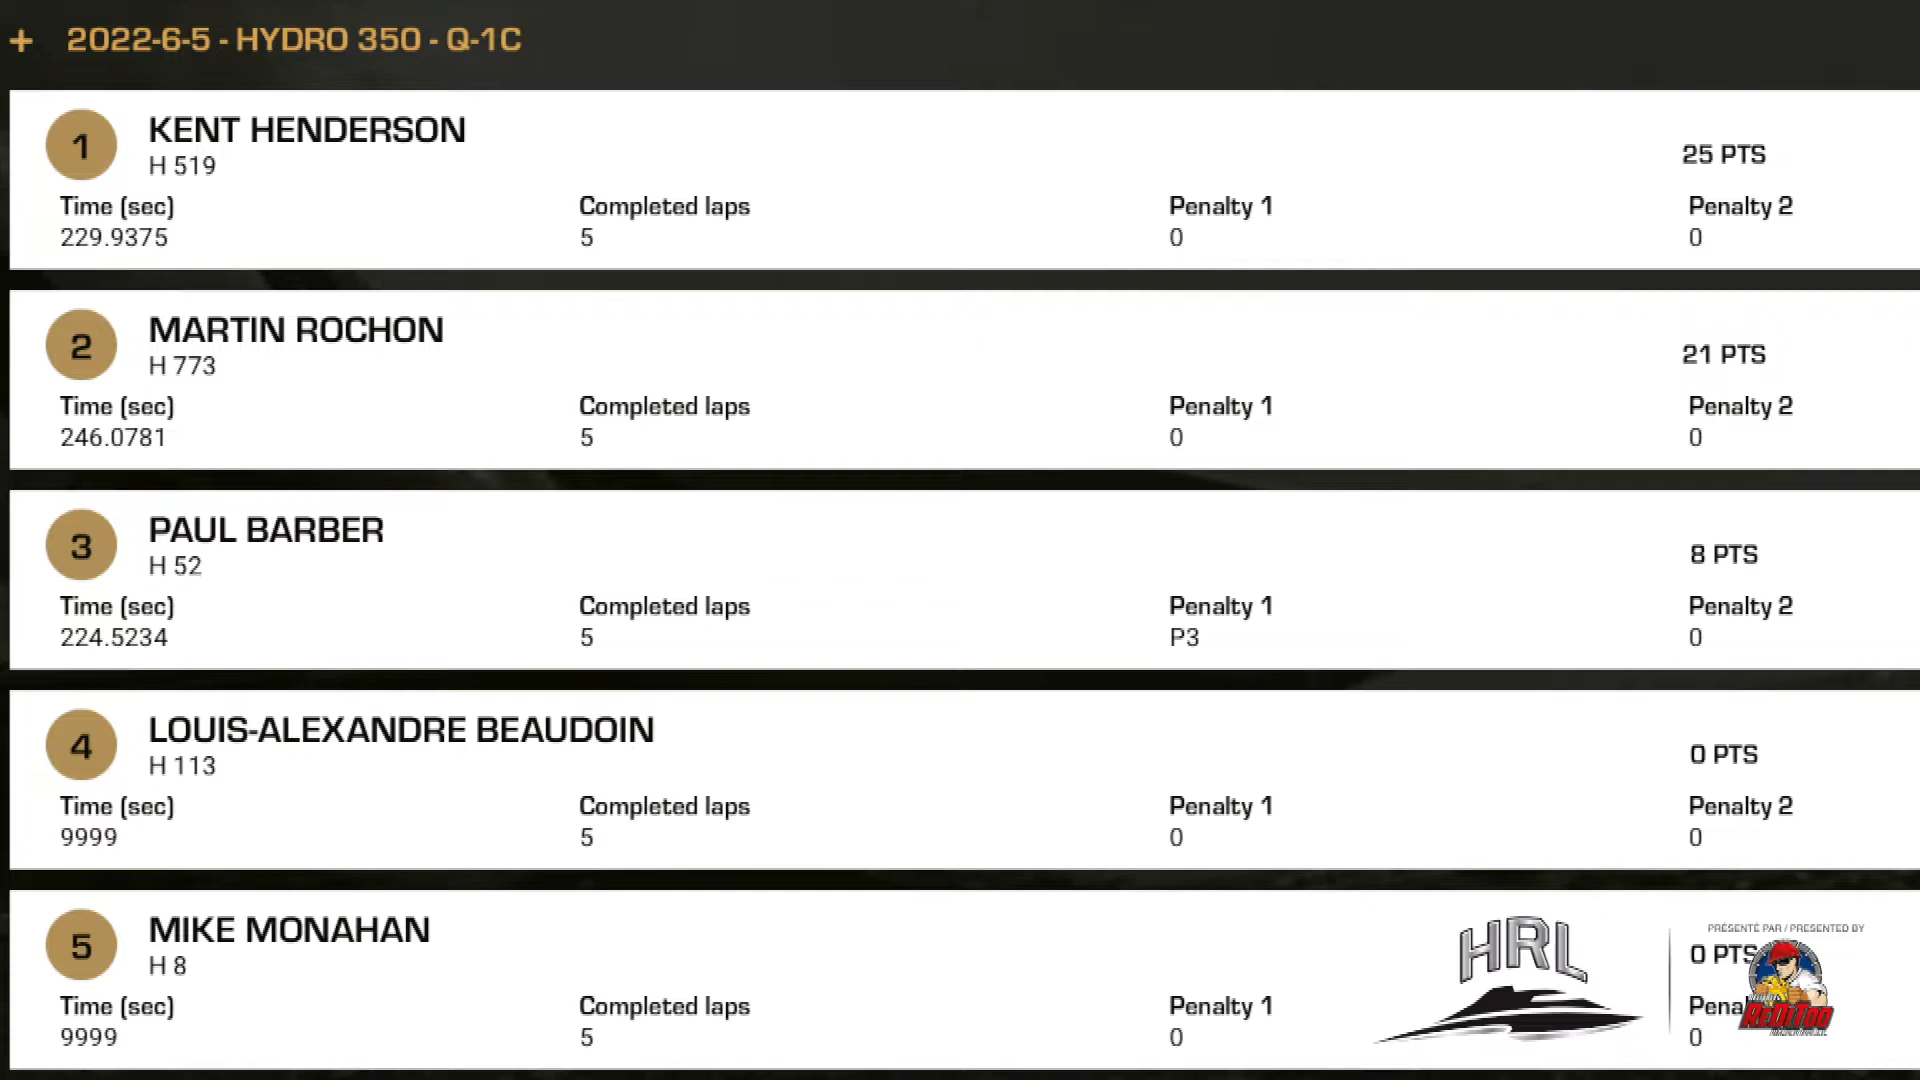 + 2022-6-5 - HYDRO 350 - Q-1C
1 KENT HENDERSON
H 519
25 PTS
Time (sec) Completed laps Penalty 1 Penalty 2
229.9375 5 0 0
2 MARTIN ROCHON
H 773
21 PTS
Time (sec) Completed laps Penalty 1 Penalty 2
246.0781 5 0 0
3 PAUL BARBER
H 52
8 PTS
Time (sec) Completed laps Penalty 1 Penalty 2
224.5234 5 P3 0
4 LOUIS-ALEXANDRE BEAUDOIN
H 113
0 PTS
Time (sec) Completed laps Penalty 1 Penalty 2
9999 5 0 0
5 MIKE MONAHAN
H 8
HRL
PRÉSENTÉ PAR / PRESENTED BY
0 PTS
Time (sec) Completed laps Penalty 1 Pena
REDITOO
9999 5 0 0